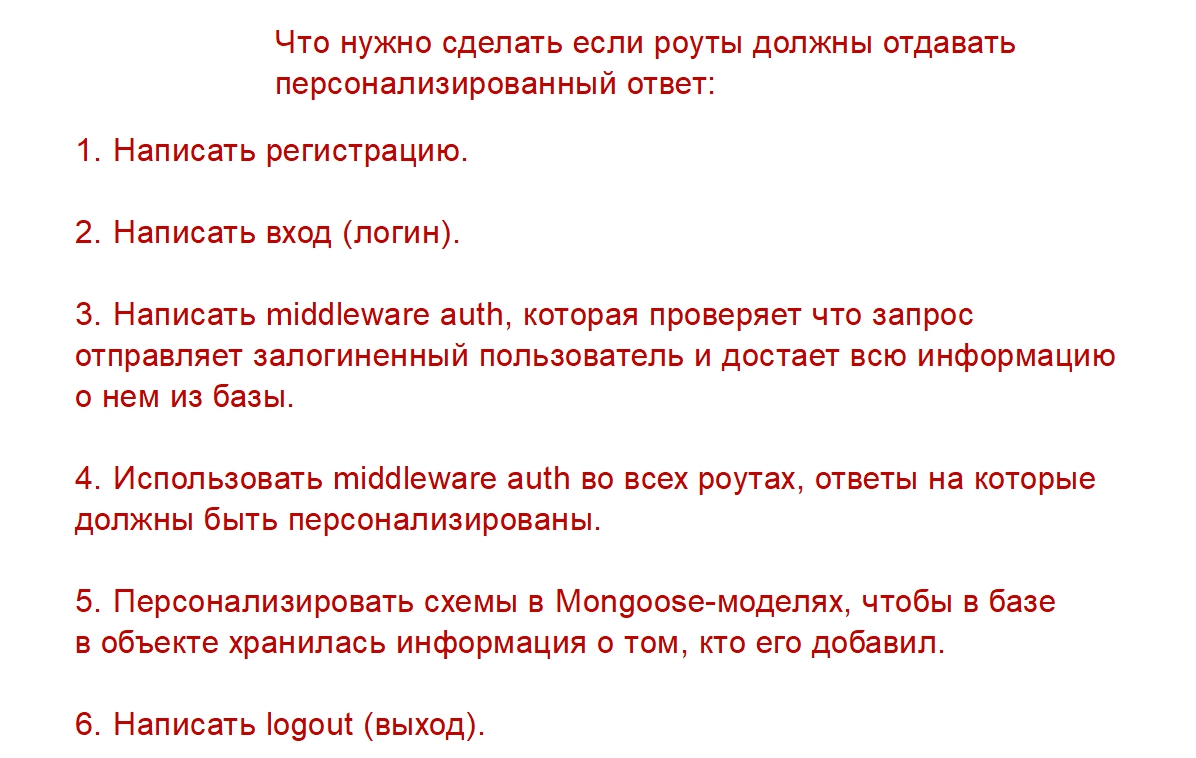 Что нужно сделать если роуты должны отдавать
персонализированный ответ:
1. Написать регистрацию.
2. Написать вход (логин).
3. Написать middleware auth, которая проверяет что запрос
отправляет залогиненный пользователь и достает всю информацию
о нем из базы.
4. Использовать middleware auth во всех роутах, ответы на которые
должны быть персонализированы.
5. Персонализировать схемы в Mongoose-моделях, чтобы в базе
в объекте хранилась информация о том, кто его добавил.
6. Написать logout (выход).